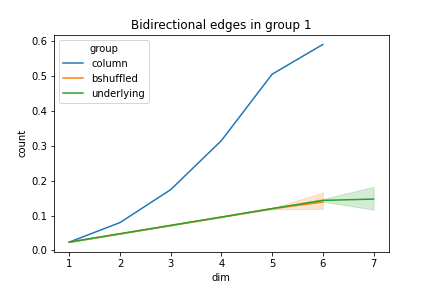 Bidirectional edges in group 1
group
column
bshuffled
underlying
count
0.6
0.5
0.4
0.3
0.2
0.1
0.0
1 2 3 4 5 6 7
dim